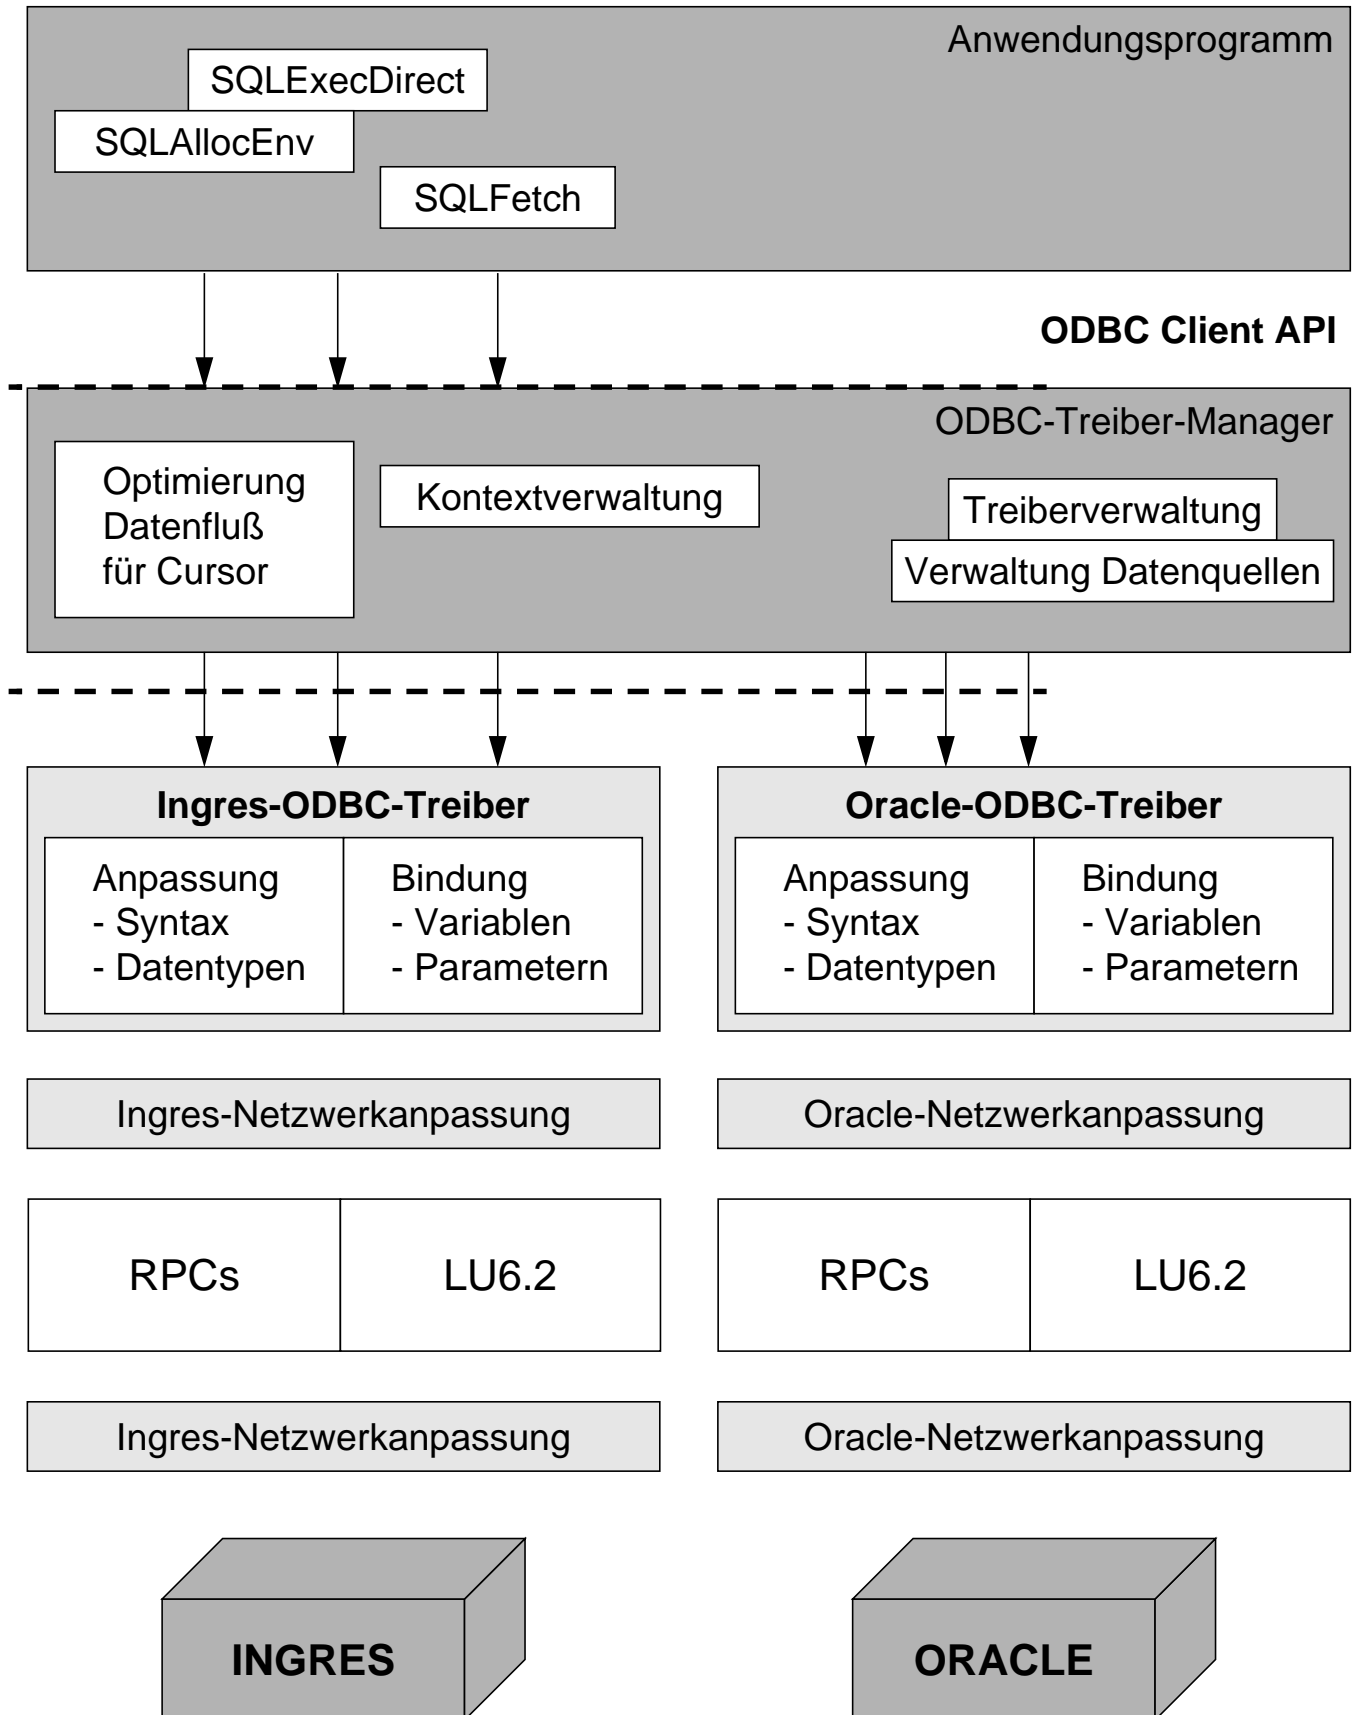 Anwendungsprogramm
SQLExecDirect
SQLAllocEnv
SQLFetch
ODBC Client API
ODBC-Treiber-Manager
Optimierung
Datenfluß
für Cursor
Kontextverwaltung
Treiberverwaltung
Verwaltung Datenquellen
Ingres-ODBC-Treiber
Anpassung
- Syntax
- Datentypen
Bindung
- Variablen
- Parametern
Oracle-ODBC-Treiber
Anpassung
- Syntax
- Datentypen
Bindung
- Variablen
- Parametern
Ingres-Netzwerkanpassung
Oracle-Netzwerkanpassung
RPCs
LU6.2
RPCs
LU6.2
Ingres-Netzwerkanpassung
Oracle-Netzwerkanpassung
INGRES
ORACLE